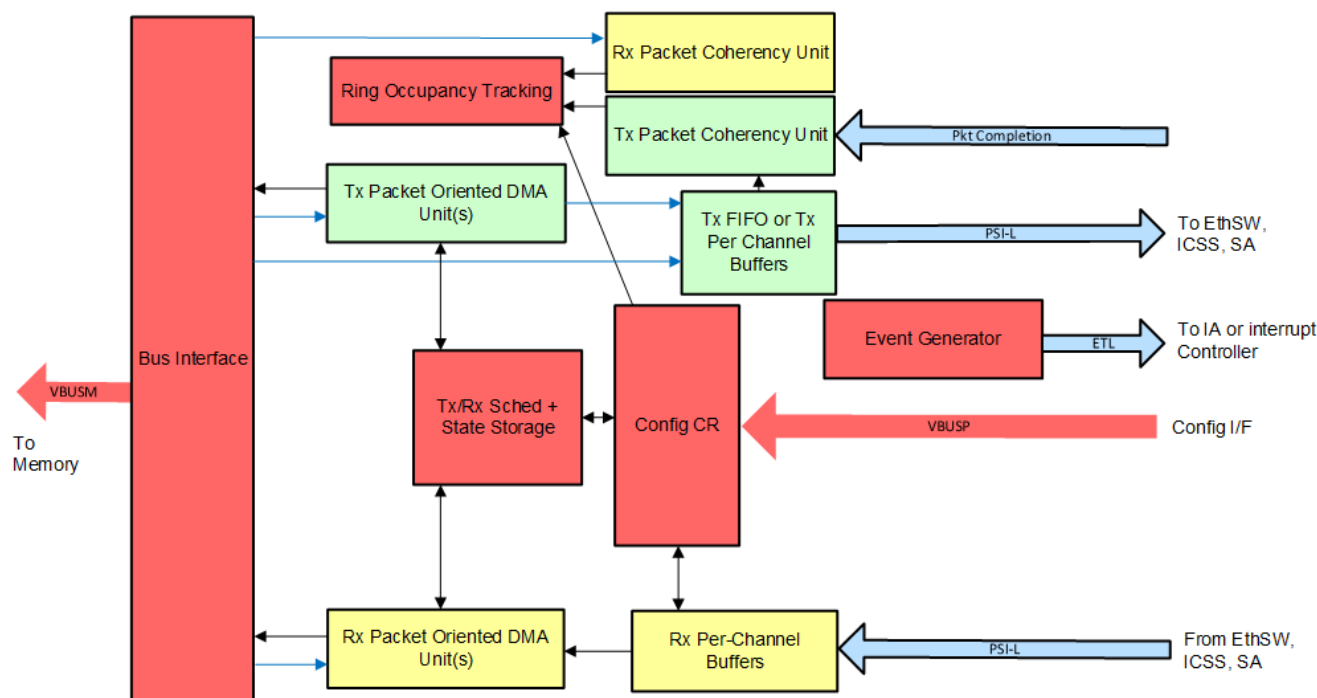 Rx Packet Coherency Unit
Ring Occupancy Tracking
Tx Packet Coherency Unit
Pkt Completion
Tx Packet Oriented DMA
Unit(s)
Tx FIFO or Tx
Per Channel
Buffers
PSI-L
To EthSW,
ICSS, SA
Bus Interface
Event Generator
ETL
To IA or interrupt
Controller
VBUSM
To
Memory
Tx/Rx Sched +
State Storage
Config CR
VBUSP
Config I/F
Rx Packet Oriented DMA
Unit(s)
Rx Per-Channel
Buffers
PSI-L
From EthSW,
ICSS, SA